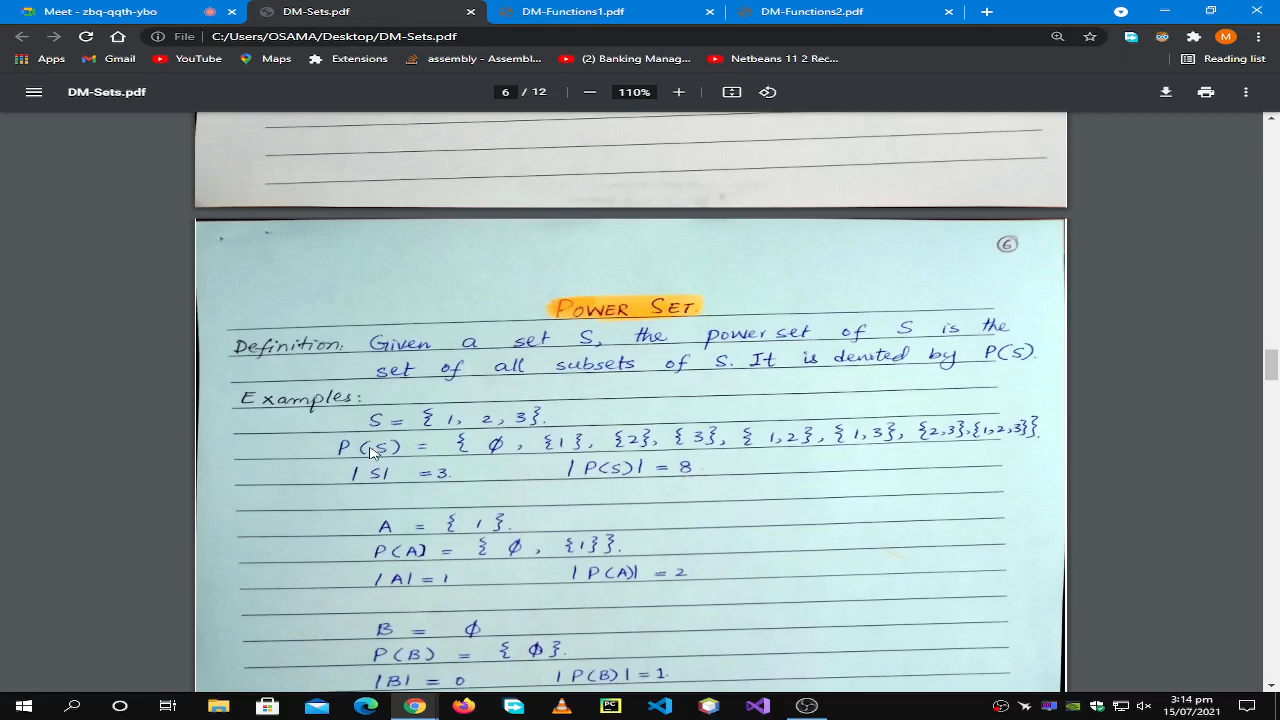 Meet - zbq-qqth-ybo
DM-Sets.pdf
DM-Functions1.pdf
DM-Functions2.pdf
File
C:/Users/OSAMA/Desktop/DM-Sets.pdf
Apps
Gmail
YouTube
Maps
Extensions
assembly - Assembl...
(2) Banking Manag...
Netbeans 11 2 Rec...
Reading list
DM-Sets.pdf
6 / 12
110%
6
POWER SET.
Definition: Given a set S, the power set of S is the
set of all subsets of S. It is denoted by P(S).
Examples:
S = { 1, 2, 3}.
P(S) = { ϕ, {1}, {2}, {3}, {1,2}, {1,3}, {2,3},{1,2,3}}.
|S| = 3. |P(S)| = 8.
A = { 1 }.
P(A) = { ϕ, {1}}.
|A| = 1 |P(A)| = 2
B = ϕ
P(B) = { ϕ}.
|B| = 0 |P(B)| = 1.
3:14 pm
15/07/2021